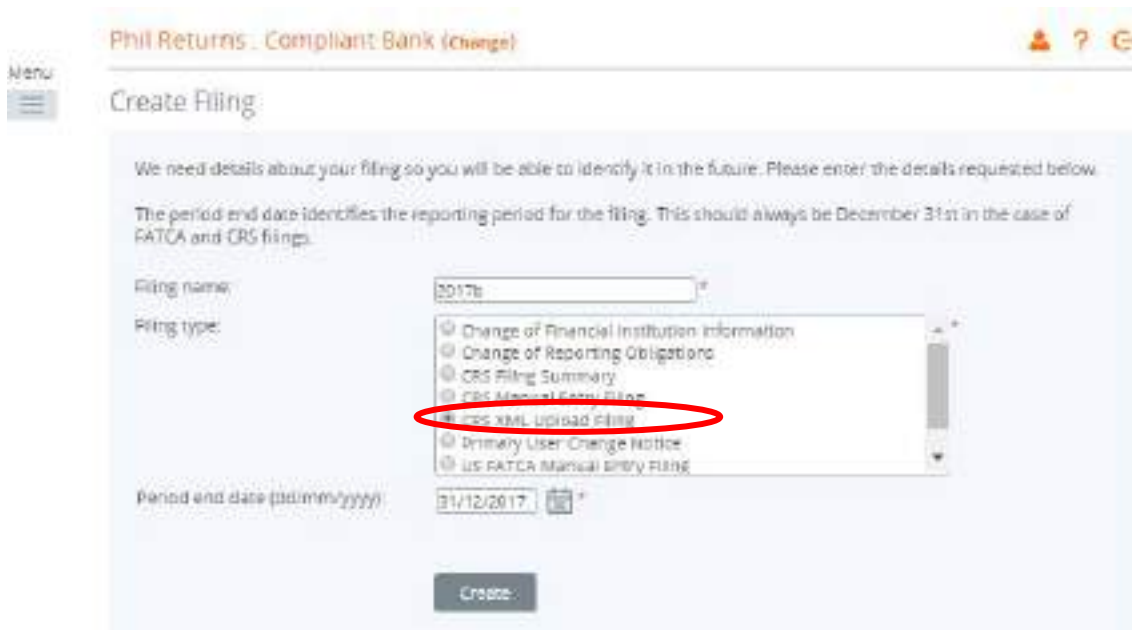 Phil Returns . Compliant Bank (Change)
?
Menu
Create Filing
We need details about your filing so you will be able to identify it in the future. Please enter the details requested below.
The period end date identifies the reporting period for the filing. This should always be December 31st in the case of
FATCA and CRS filings.
Filing name: 2017b *
Filing type: *
Change of Financial Institution Information
Change of Reporting Obligations
CRS Filing Summary
CRS Manual Entry Filing
CRS XML Upload Filing
Primary User Change Notice
US FATCA Manual Entry Filing
Period end date (dd/mm/yyyy): 31/12/2017 *
Create